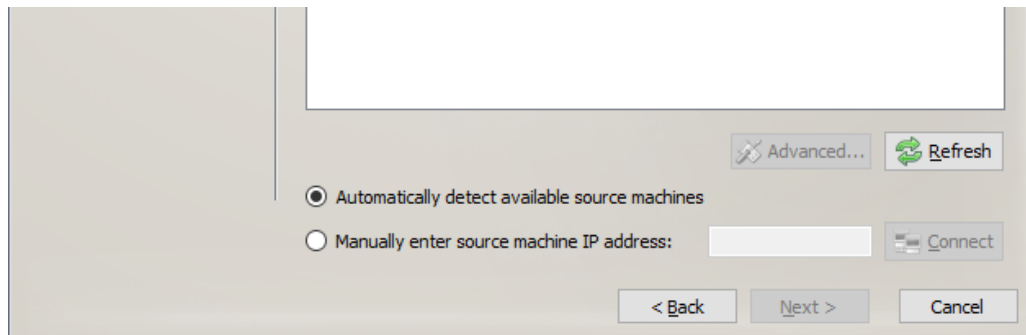 Advanced...
Refresh
Automatically detect available source machines
Manually enter source machine IP address:
Connect
< Back
Next >
Cancel